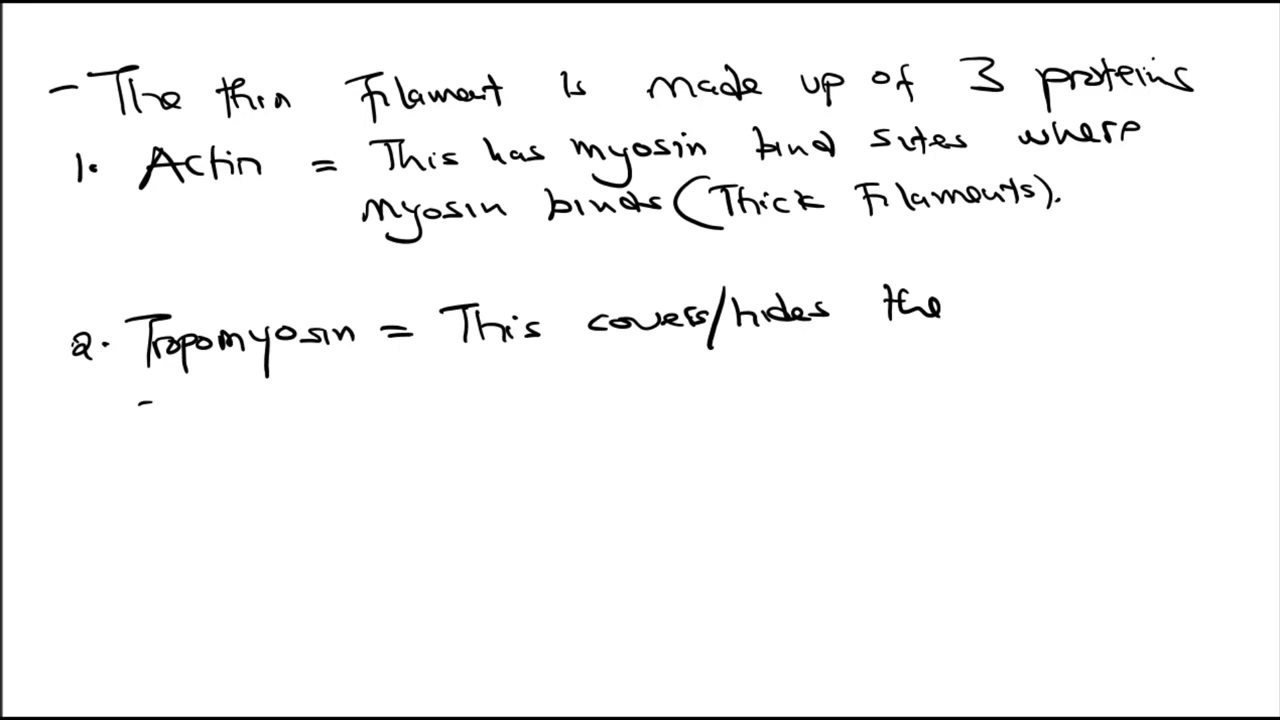 - The thin Filament is made up of 3 proteins
1. Actin = This has myosin bind sites where
myosin binds (Thick Filaments).
2. Tropomyosin = This covers/hides the
-